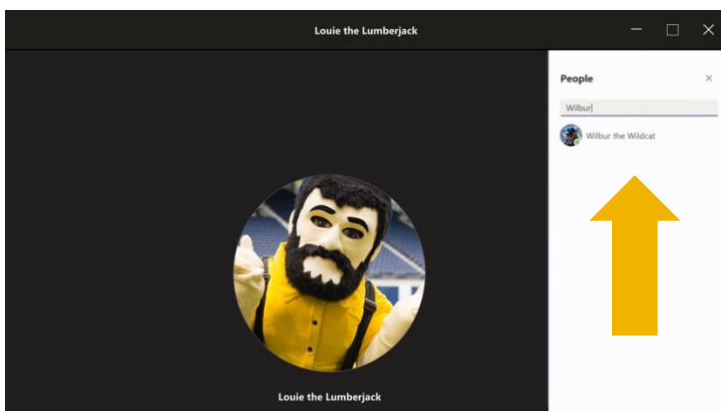 Louie the Lumberjack
People
Wilbur
Wilbur the Wildcat
Louie the Lumberjack